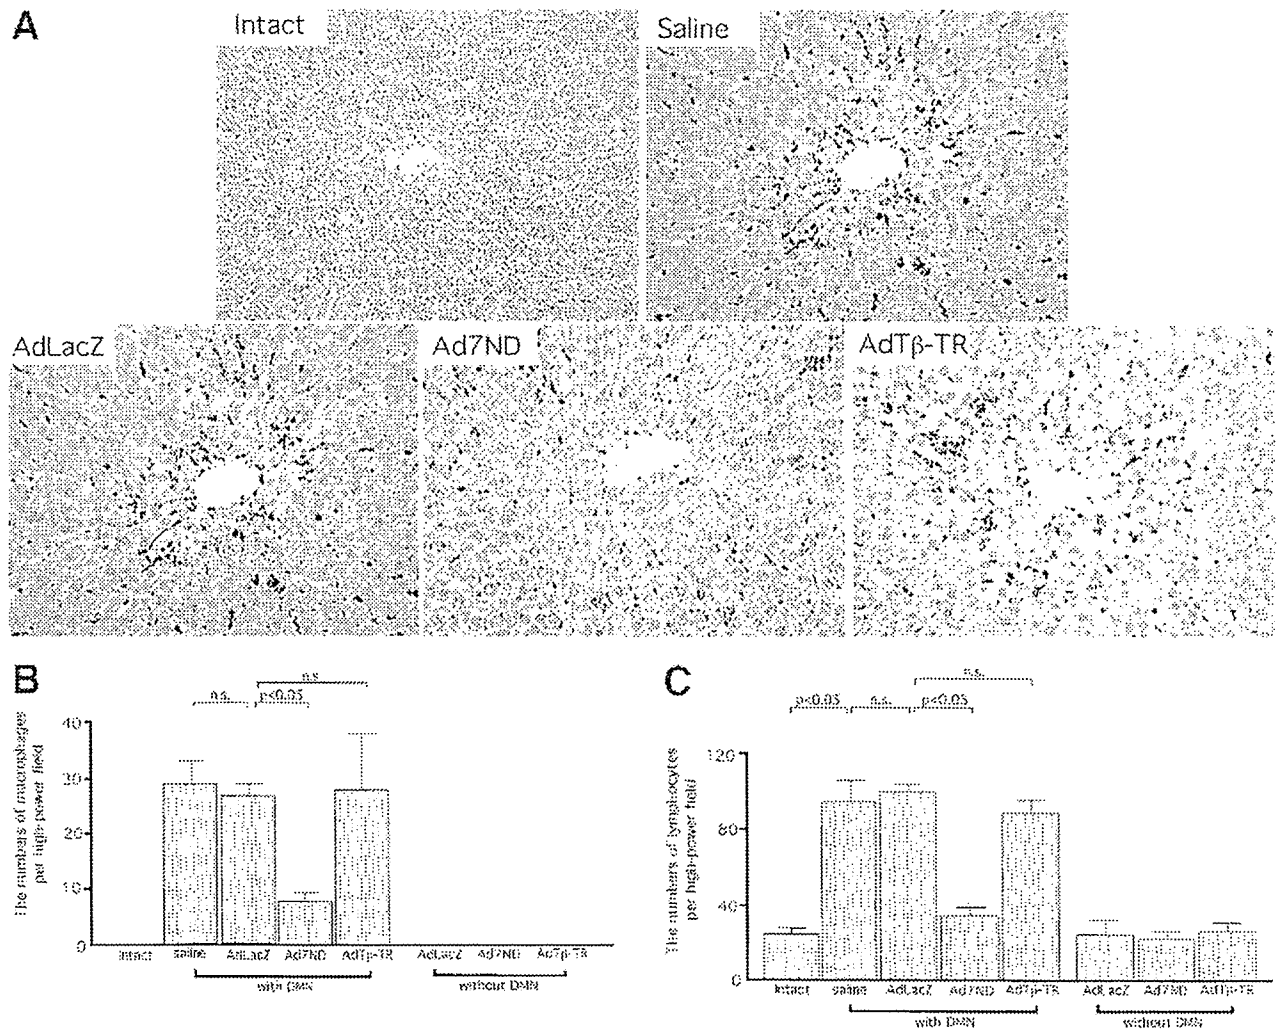 A
Intact
Saline
AdLacZ
Ad7ND
AdTβ-TR
B
n.s
n.s.
p<0.05
The numbers of macrophages
per high-power field
40
30
20
10
0
intact
saline
AdLacZ
Ad7ND
AdTβ-TR
AdLacZ
Ad7ND
AdTβ-TR
with DMN
without DMN
C
n.s.
p<0.05
n.s.
p<0.05
The numbers of lymphocytes
per high-power field
120
80
40
0
intact
saline
AdLacZ
Ad7ND
AdTβ-TR
AdLacZ
Ad7ND
AdTβ-TR
with DMN
without DMN